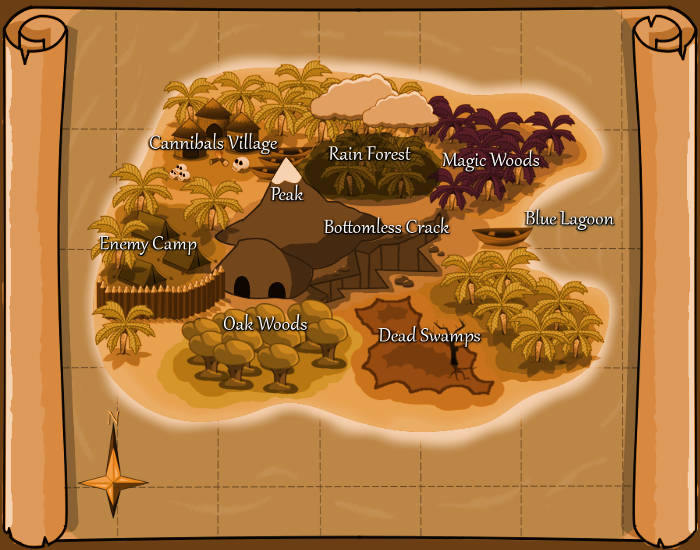 Cannibals Village
Rain Forest
Magic Woods
Peak
Bottomless Crack
Blue Lagoon
Enemy Camp
Oak Woods
Dead Swamps
N